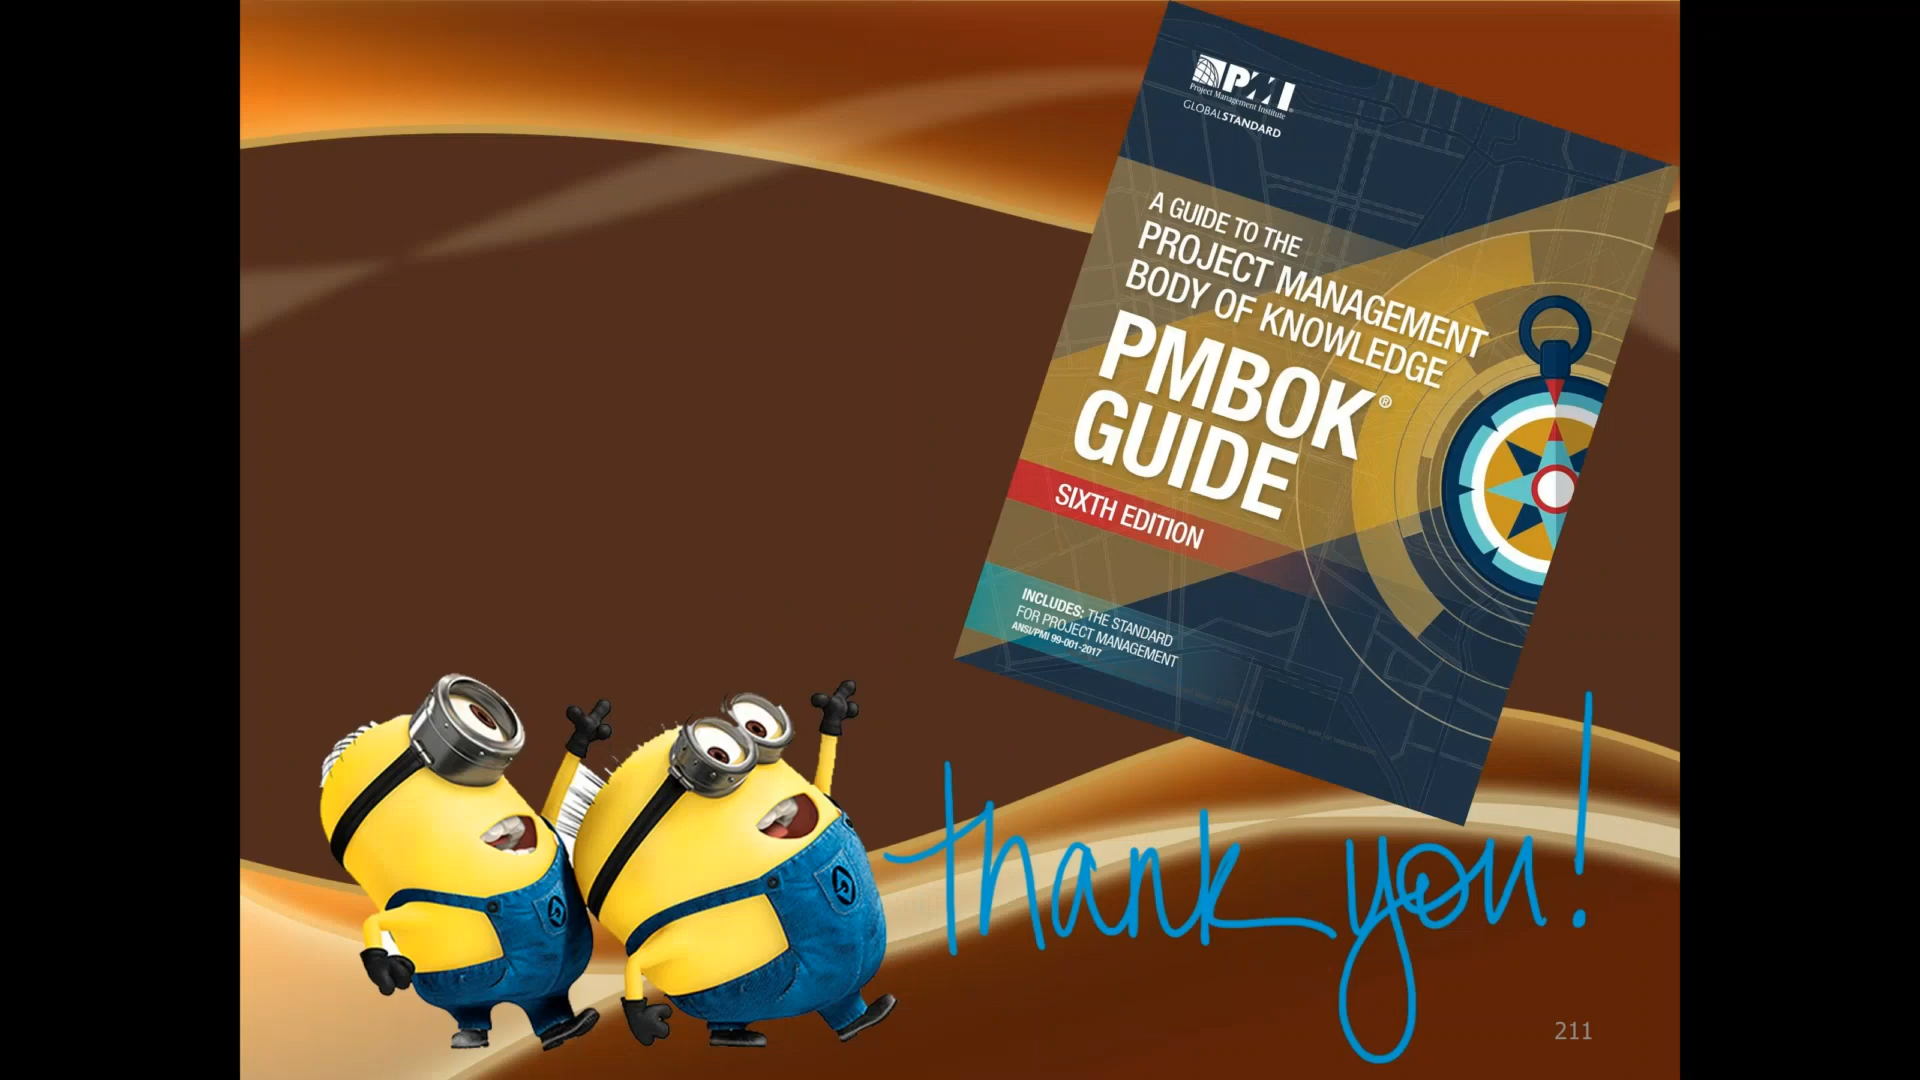 PMI
Project Management Institute
GLOBALSTANDARD
A GUIDE TO THE
PROJECT MANAGEMENT
BODY OF KNOWLEDGE
PMBOK®
GUIDE
SIXTH EDITION
INCLUDES: THE STANDARD
FOR PROJECT MANAGEMENT
ANSI/PMI 99-001-2017
thank you!
211